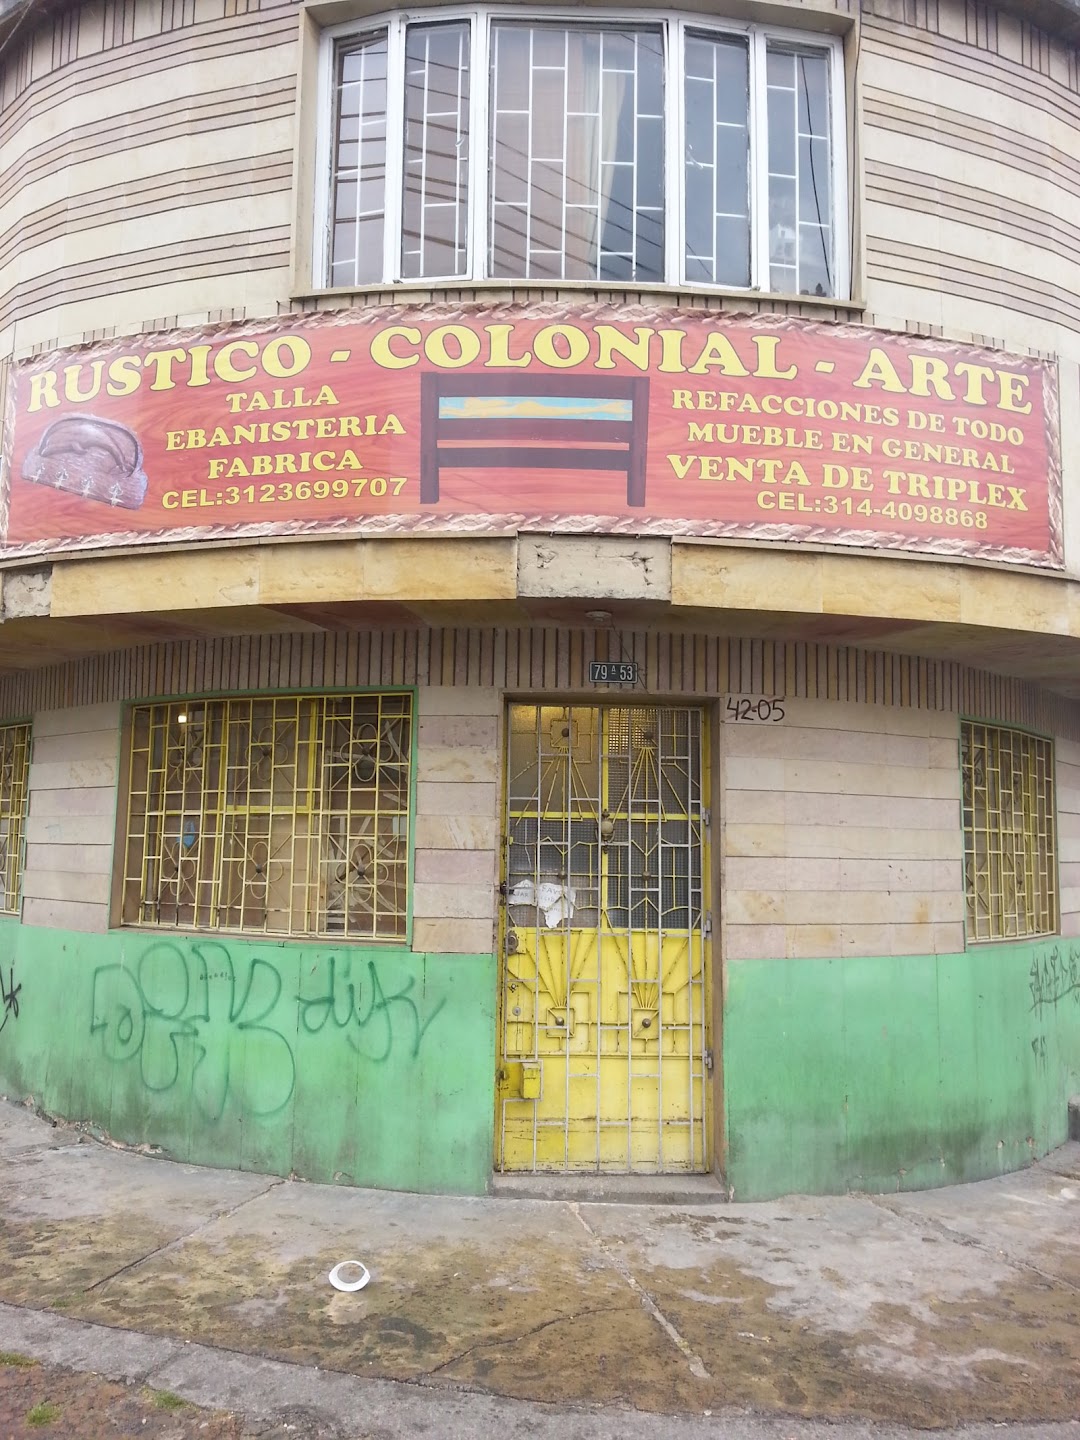 RUSTICO - COLONIAL - ARTE
TALLA
EBANISTERIA
FABRICA
CEL:3123699707
REFACCIONES DE TODO
MUEBLE EN GENERAL
VENTA DE TRIPLEX
CEL:314-4098868
79 A 53
42-05